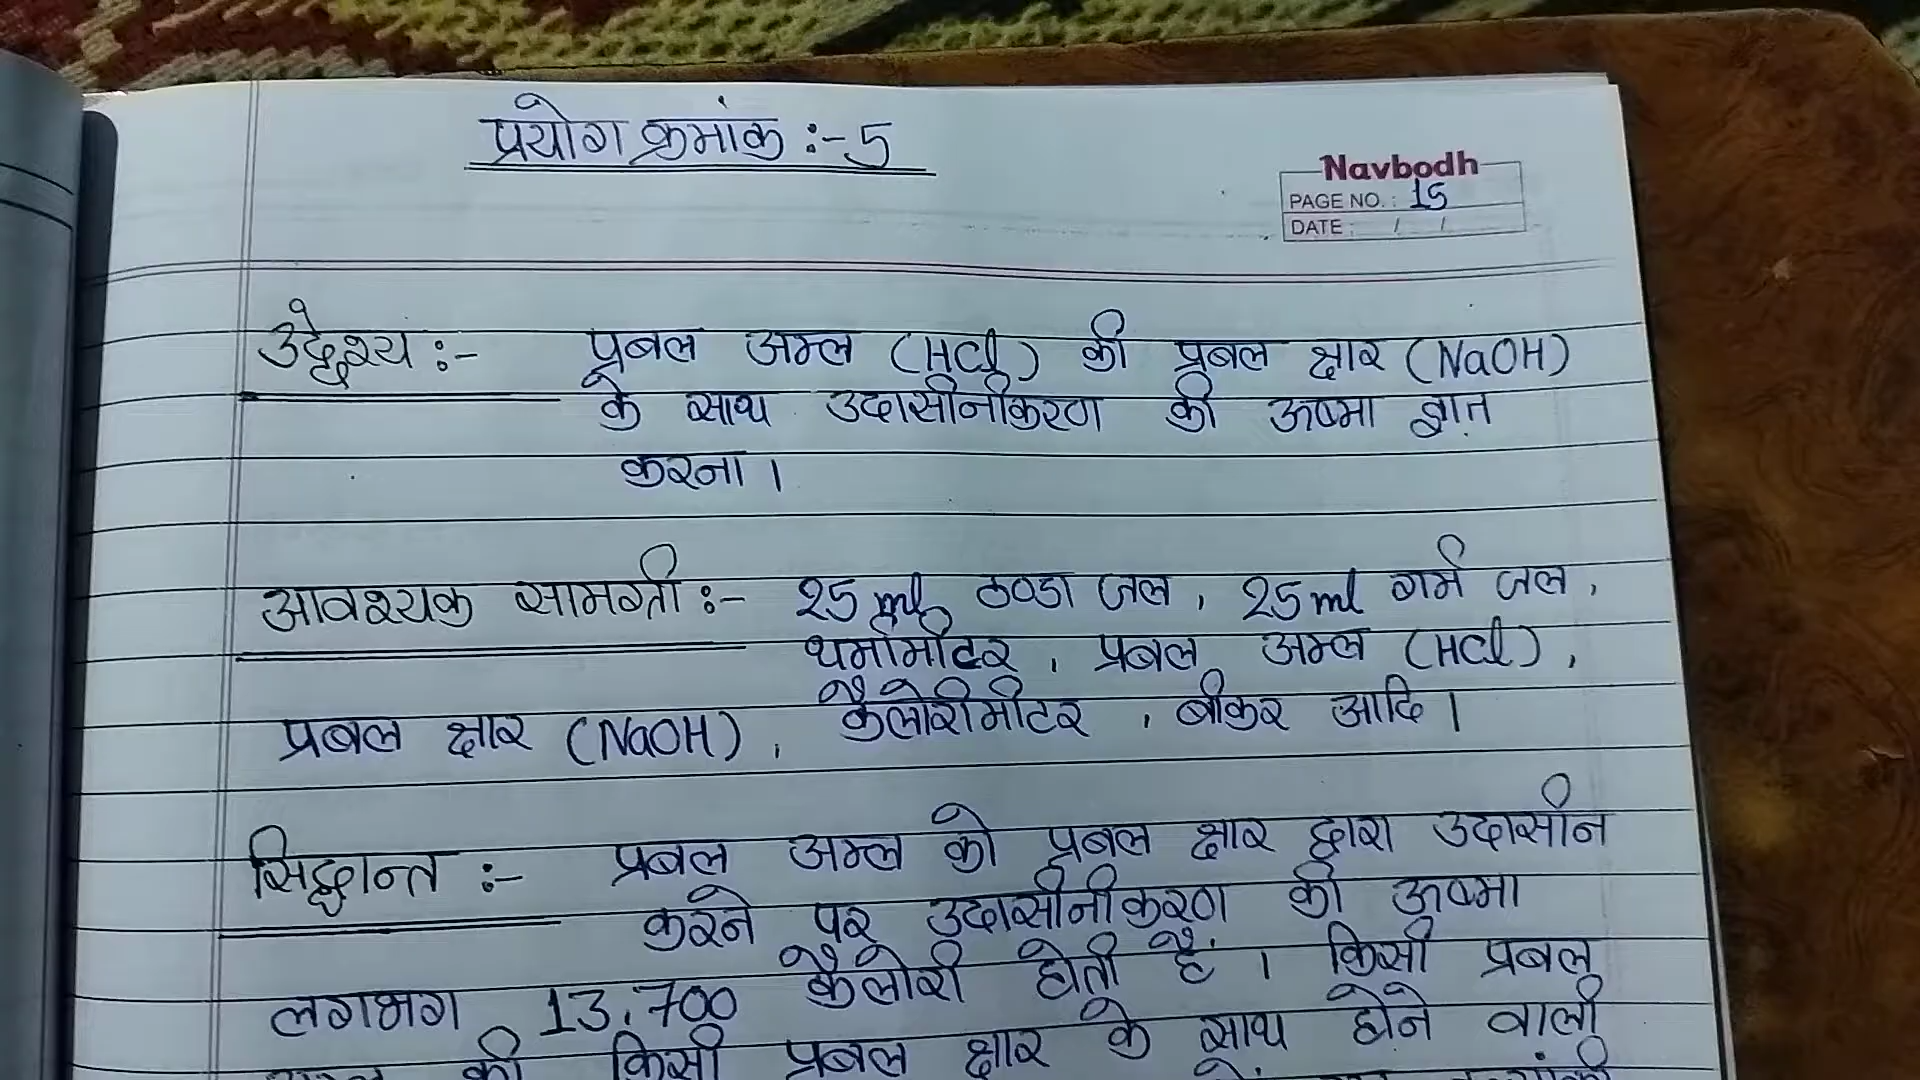 प्रयोग क्रमांक :- 5
Navbodh
PAGE NO. : 15
DATE : / /
उद्देश्य :- प्रबल अम्ल (HCl) की प्रबल क्षार (NaOH)
के साथ उदासीनीकरण की ऊष्मा ज्ञात
करना ।
आवश्यक सामग्री :- 25 ml ठण्डा जल, 25 ml गर्म जल,
थर्मामीटर, प्रबल अम्ल (HCl),
प्रबल क्षार (NaOH), कैलोरीमीटर, बीकर आदि ।
सिद्धान्त :- प्रबल अम्ल को प्रबल क्षार द्वारा उदासीन
करने पर उदासीनीकरण की ऊष्मा
लगभग 13,700 कैलोरी होती है । किसी प्रबल
की किसी प्रबल क्षार के साथ होने वाली